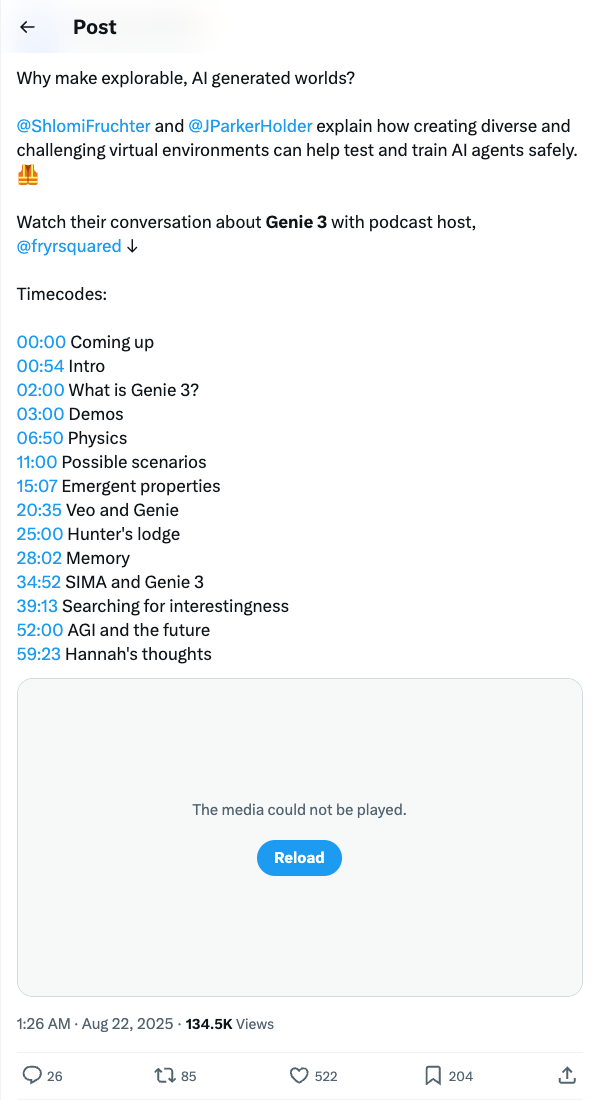 Post
Why make explorable, AI generated worlds?
@ShlomiFruchter and @JParkerHolder explain how creating diverse and
challenging virtual environments can help test and train AI agents safely.
🦺
Watch their conversation about Genie 3 with podcast host,
@fryrsquared ↓
Timecodes:
00:00 Coming up
00:54 Intro
02:00 What is Genie 3?
03:00 Demos
06:50 Physics
11:00 Possible scenarios
15:07 Emergent properties
20:35 Veo and Genie
25:00 Hunter's lodge
28:02 Memory
34:52 SIMA and Genie 3
39:13 Searching for interestingness
52:00 AGI and the future
59:23 Hannah's thoughts
The media could not be played.
Reload
1:26 AM · Aug 22, 2025 · 134.5K Views
26 85 522 204